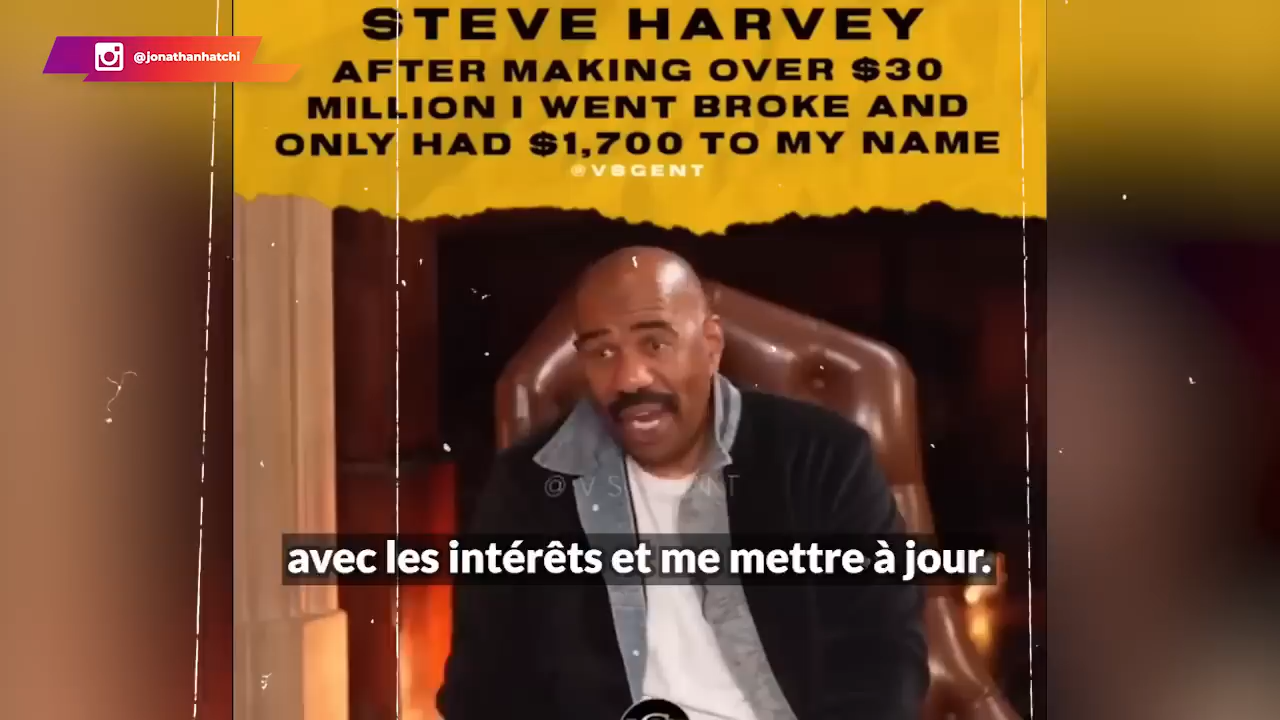 @jonathanhatchi
STEVE HARVEY
AFTER MAKING OVER $30
MILLION I WENT BROKE AND
ONLY HAD $1,700 TO MY NAME
@VSGENT
@VSGENT
avec les intérêts et me mettre à jour.